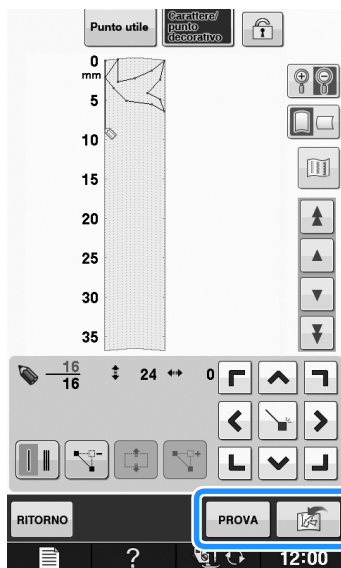 Punto utile
Carattere/
punto
decorativo
0
mm
5
10
15
20
25
30
35
16
16
24
0
RITORNO
PROVA
?
12:00